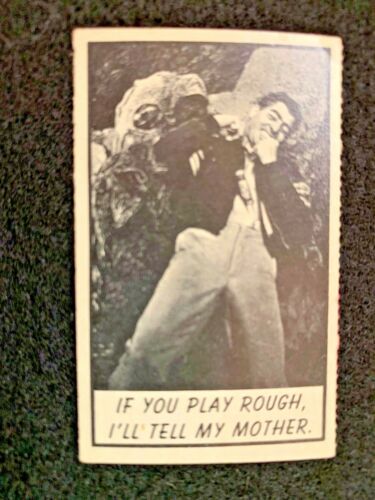 IF YOU PLAY ROUGH,
I'LL TELL MY MOTHER.